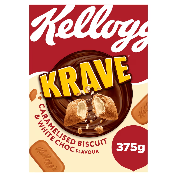 Kellogg
KRAVE
CARAMELISED BISCUIT
& WHITE CHOC FLAVOUR
375g